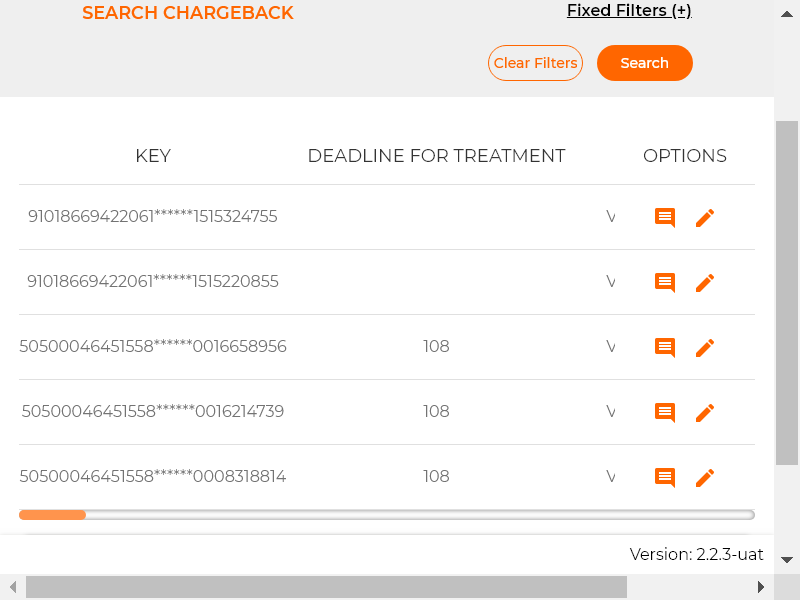 SEARCH CHARGEBACK
Fixed Filters (+)
Clear Filters
Search
KEY DEADLINE FOR TREATMENT OPTIONS
91018669422061******1515324755
91018669422061******1515220855
50500046451558******0016658956 108
50500046451558******0016214739 108
50500046451558******0008318814 108
Version: 2.2.3-uat